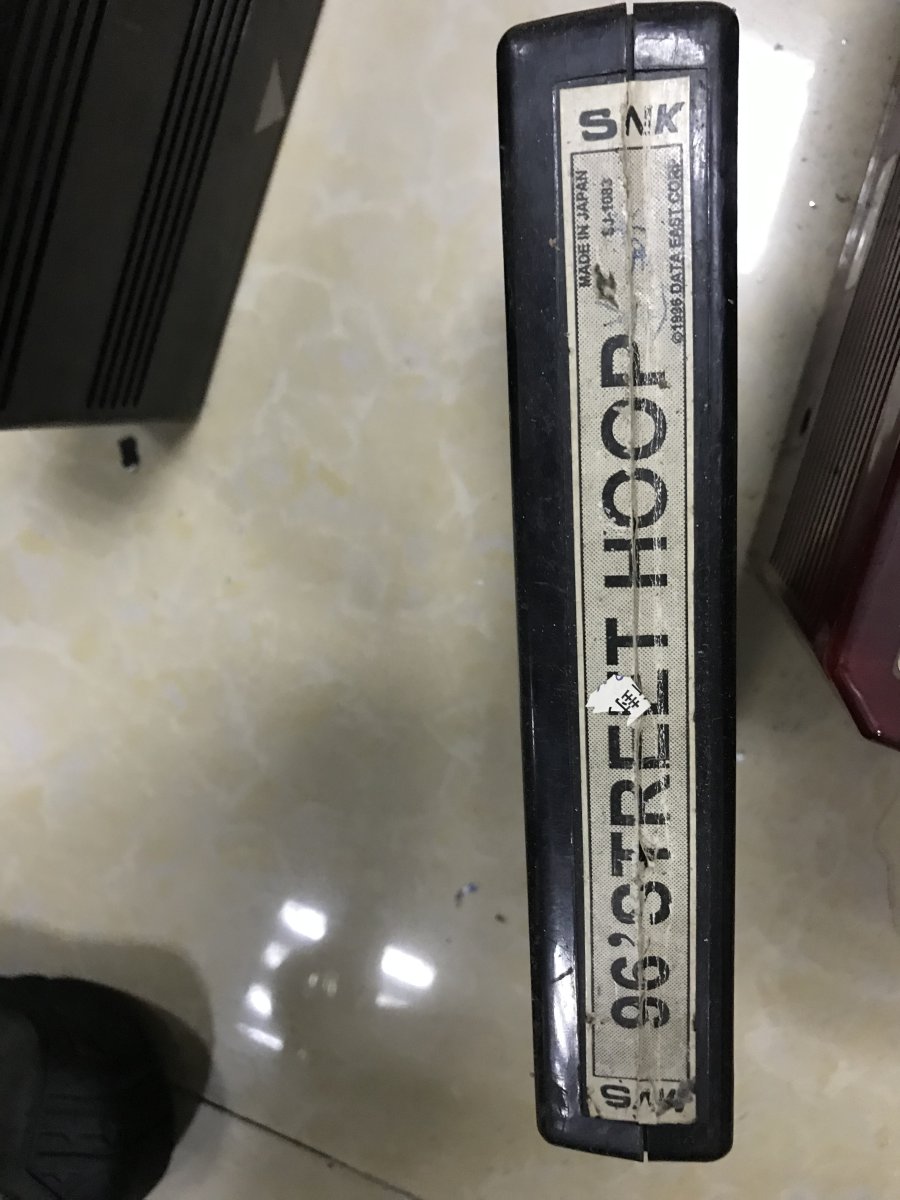 SNK
MADE IN JAPAN
SJ-1083
©1996 DATA EAST CORP.
96'STREET HOOP
SNK